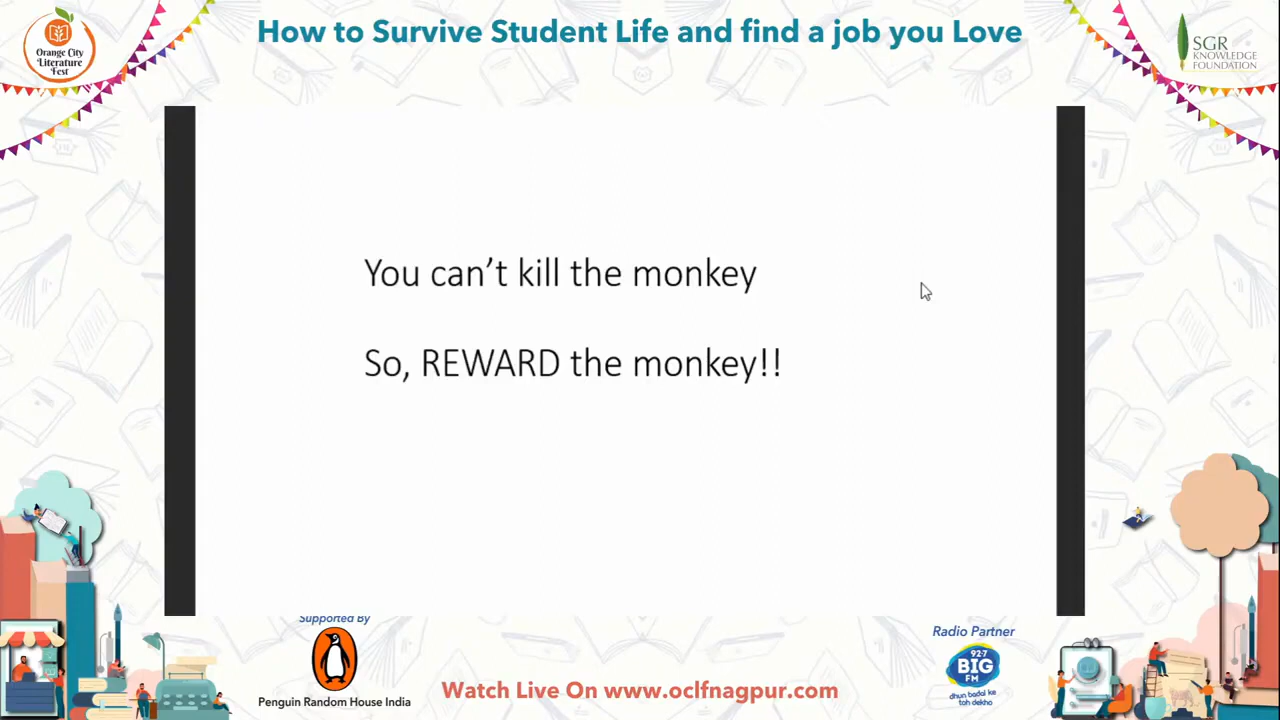 How to Survive Student Life and find a job you Love
Orange City
Literature
Fest
SGR
KNOWLEDGE
FOUNDATION
You can't kill the monkey
So, REWARD the monkey!!
Supported By
Penguin Random House India
Watch Live On www.oclfnagpur.com
Radio Partner
92.7
BIG
FM
dhun badal ke
toh dekho